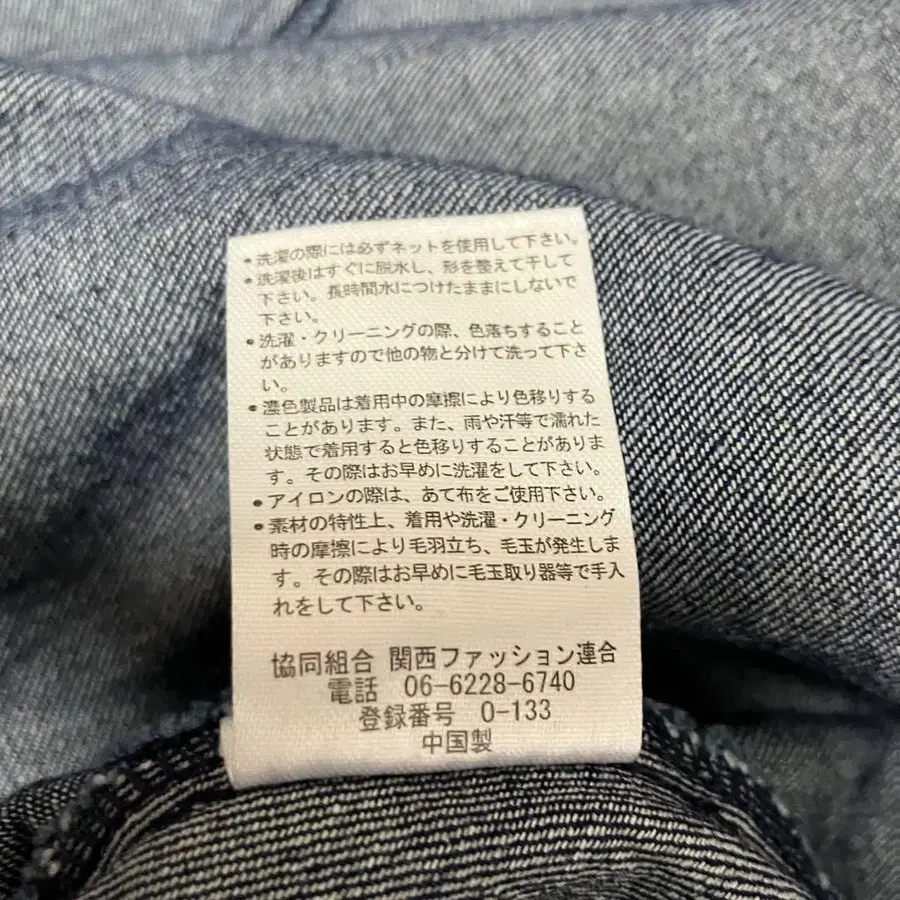 ・洗濯の際には必ずネットを使用して下さい。
・洗濯後はすぐに脱水し、形を整えて干して
下さい。長時間水につけたままにしないで
下さい。
・洗濯・クリーニングの際、色落ちすること
がありますので他の物と分けて洗って下さ
い。
・濃色製品は着用中の摩擦により色移りする
ことがあります。また、雨や汗等で濡れた
状態で着用すると色移りすることがありま
す。その際はお早めに洗濯をして下さい。
・アイロンの際は、あて布をご使用下さい。
・素材の特性上、着用や洗濯・クリーニング
時の摩擦により毛羽立ち、毛玉が発生しま
す。その際はお早めに毛玉取り器等で手入
れをして下さい。
協同組合 関西ファッション連合
電話 06-6228-6740
登録番号 0-133
中国製